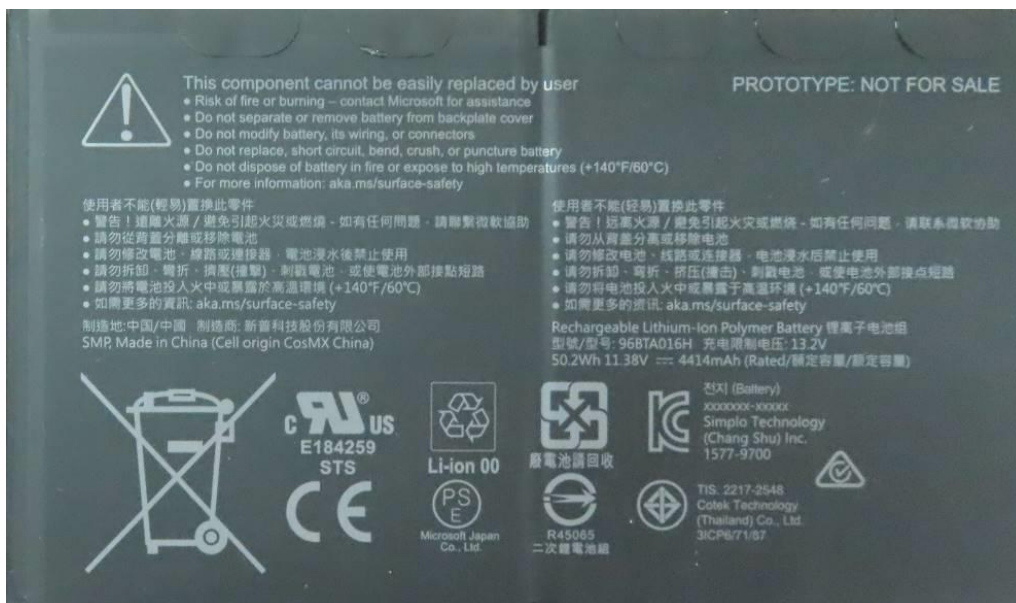 This component cannot be easily replaced by user
• Risk of fire or burning – contact Microsoft for assistance
• Do not separate or remove battery from backplate cover
• Do not modify battery, its wiring, or connectors
• Do not replace, short circuit, bend, crush, or puncture battery
• Do not dispose of battery in fire or expose to high temperatures (+140°F/60°C)
• For more information: aka.ms/surface-safety
PROTOTYPE: NOT FOR SALE
使用者不能(輕易)置換此零件
• 警告！遠離火源 / 避免引起火災或燃燒 - 如有任何問題，請聯繫微軟協助
• 請勿從背蓋分離或移除電池
• 請勿修改電池、線路或連接器，電池浸水後禁止使用
• 請勿拆卸、彎折、擠壓(撞擊)、刺戳電池，或使電池外部接點短路
• 請勿將電池投入火中或暴露於高溫環境 (+140°F/60°C)
• 如需更多的資訊: aka.ms/surface-safety
制造地:中国/中國 制造商: 新普科技股份有限公司
SMP, Made in China (Cell origin CosMX China)
使用者不能(轻易)置换此零件
• 警告！远离火源 / 避免引起火灾或燃烧 - 如有任何问题，请联系微软协助
• 请勿从背盖分离或移除电池
• 请勿修改电池、线路或连接器，电池浸水后禁止使用
• 请勿拆卸、弯折、挤压(撞击)、刺戳电池，或使电池外部接点短路
• 请勿将电池投入火中或暴露于高温环境 (+140°F/60°C)
• 如需更多的资讯: aka.ms/surface-safety
Rechargeable Lithium-Ion Polymer Battery 锂离子电池组
型號/型号: 96BTA016H 充电限制电压: 13.2V
50.2Wh 11.38V ⎓ 4414mAh (Rated/額定容量/额定容量)
C RU® US
E184259
STS
CE
Li-ion 00
PS
E
Microsoft Japan
Co., Ltd.
廢電池請回收
R45065
二次鋰電池組
전지 (Battery)
xxxxxxx-xxxxx
Simplo Technology
(Chang Shu) Inc.
1577-9700
TIS. 2217-2548
Cotek Technology
(Thailand) Co., Ltd.
3ICP6/71/87